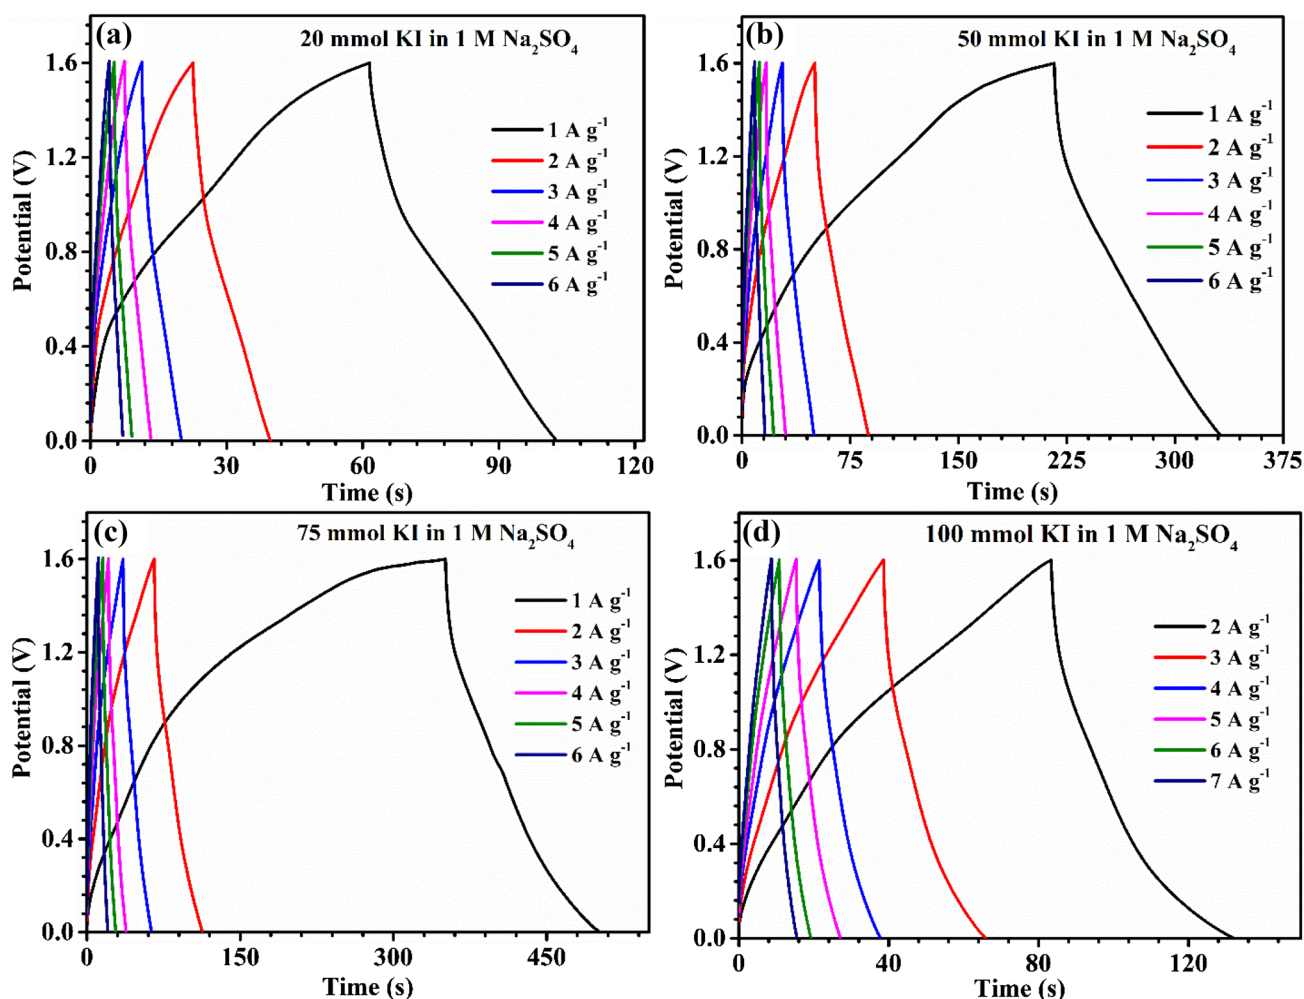 (a)
20 mmol KI in 1 M Na₂SO₄
1.6
1.2
0.8
0.4
0.0
Potential (V)
1 A g⁻¹
2 A g⁻¹
3 A g⁻¹
4 A g⁻¹
5 A g⁻¹
6 A g⁻¹
0 30 60 90 120
Time (s)
(b)
50 mmol KI in 1 M Na₂SO₄
1.6
1.2
0.8
0.4
0.0
Potential (V)
1 A g⁻¹
2 A g⁻¹
3 A g⁻¹
4 A g⁻¹
5 A g⁻¹
6 A g⁻¹
0 75 150 225 300 375
Time (s)
(c)
75 mmol KI in 1 M Na₂SO₄
1.6
1.2
0.8
0.4
0.0
Potential (V)
1 A g⁻¹
2 A g⁻¹
3 A g⁻¹
4 A g⁻¹
5 A g⁻¹
6 A g⁻¹
0 150 300 450
Time (s)
(d)
100 mmol KI in 1 M Na₂SO₄
1.6
1.2
0.8
0.4
0.0
Potential (V)
2 A g⁻¹
3 A g⁻¹
4 A g⁻¹
5 A g⁻¹
6 A g⁻¹
7 A g⁻¹
0 40 80 120
Time (s)